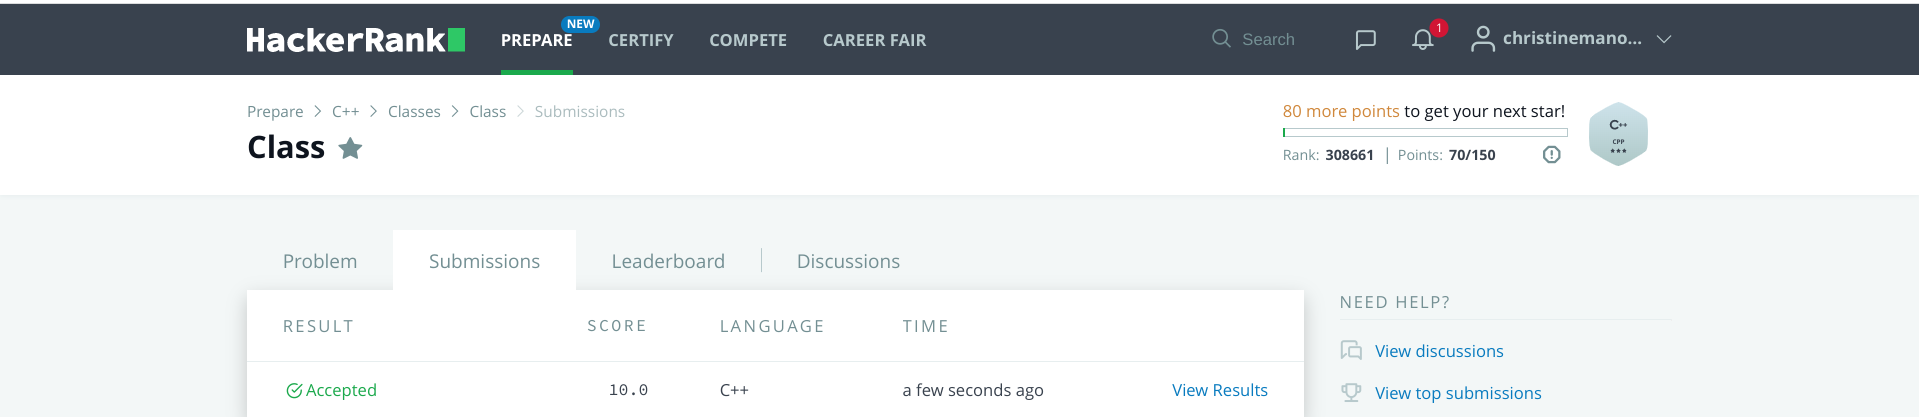 HackerRank PREPARE NEW CERTIFY COMPETE CAREER FAIR Search 1 christinemano...
Prepare > C++ > Classes > Class > Submissions
Class
80 more points to get your next star!
Rank: 308661 | Points: 70/150
C++
CPP
Problem Submissions Leaderboard Discussions
RESULT SCORE LANGUAGE TIME
Accepted 10.0 C++ a few seconds ago View Results
NEED HELP?
View discussions
View top submissions